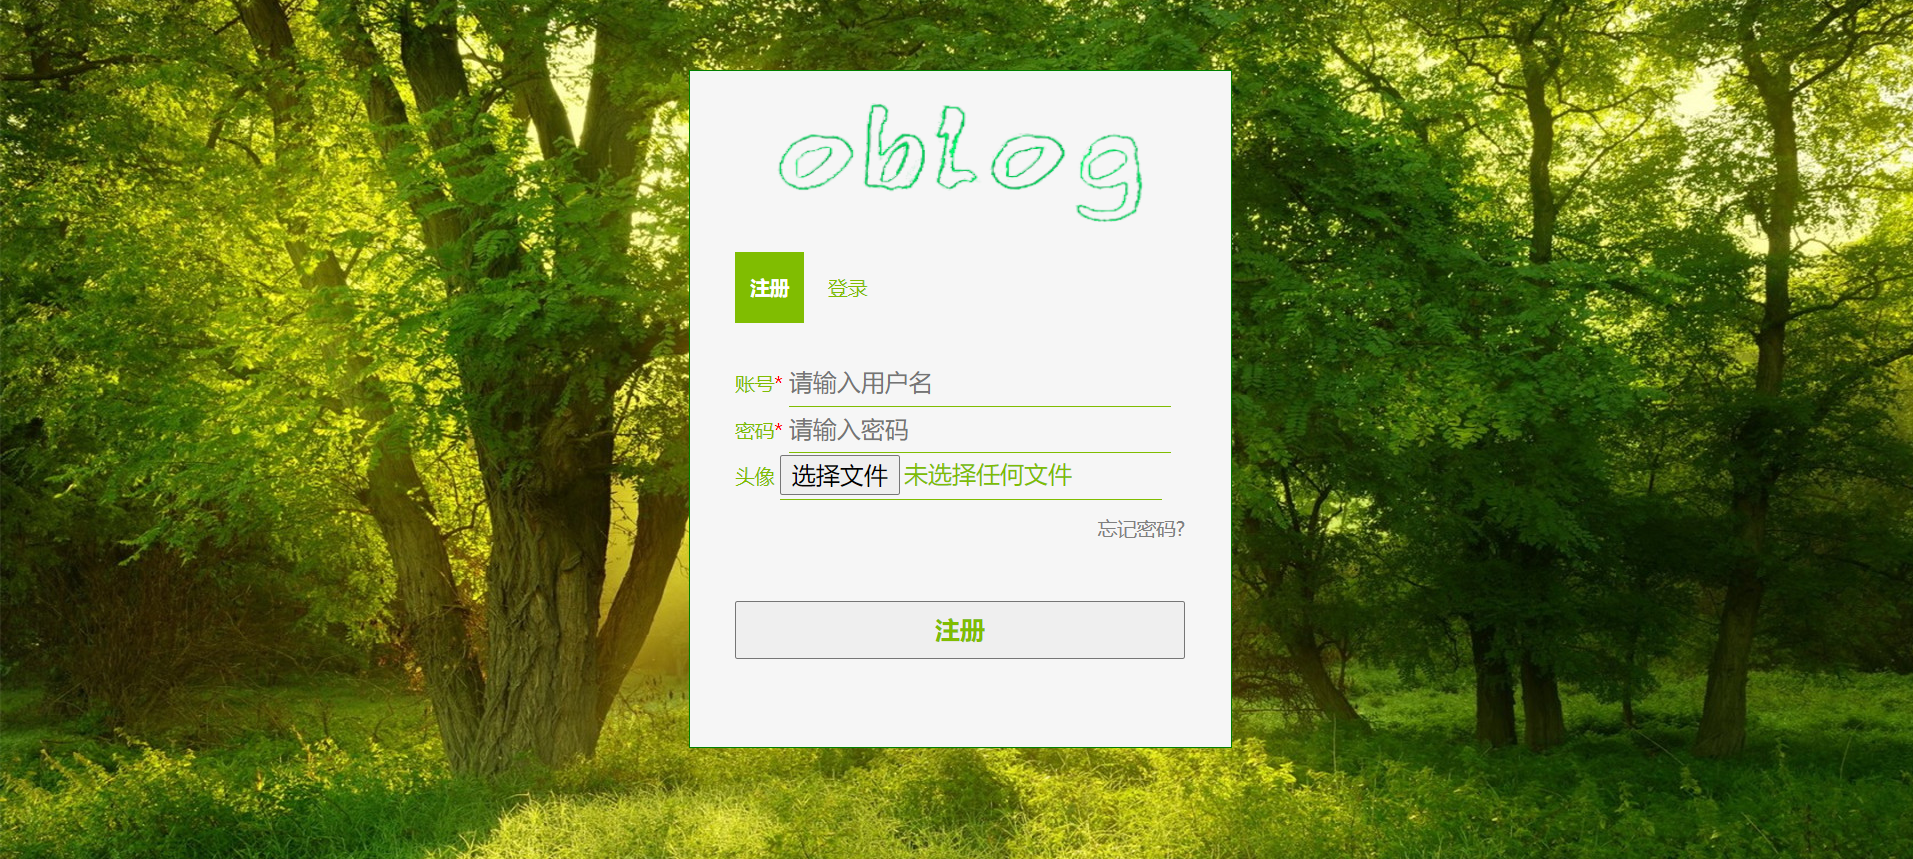 oblog
注册 登录
账号* 请输入用户名
密码* 请输入密码
头像 选择文件 未选择任何文件
忘记密码?
注册